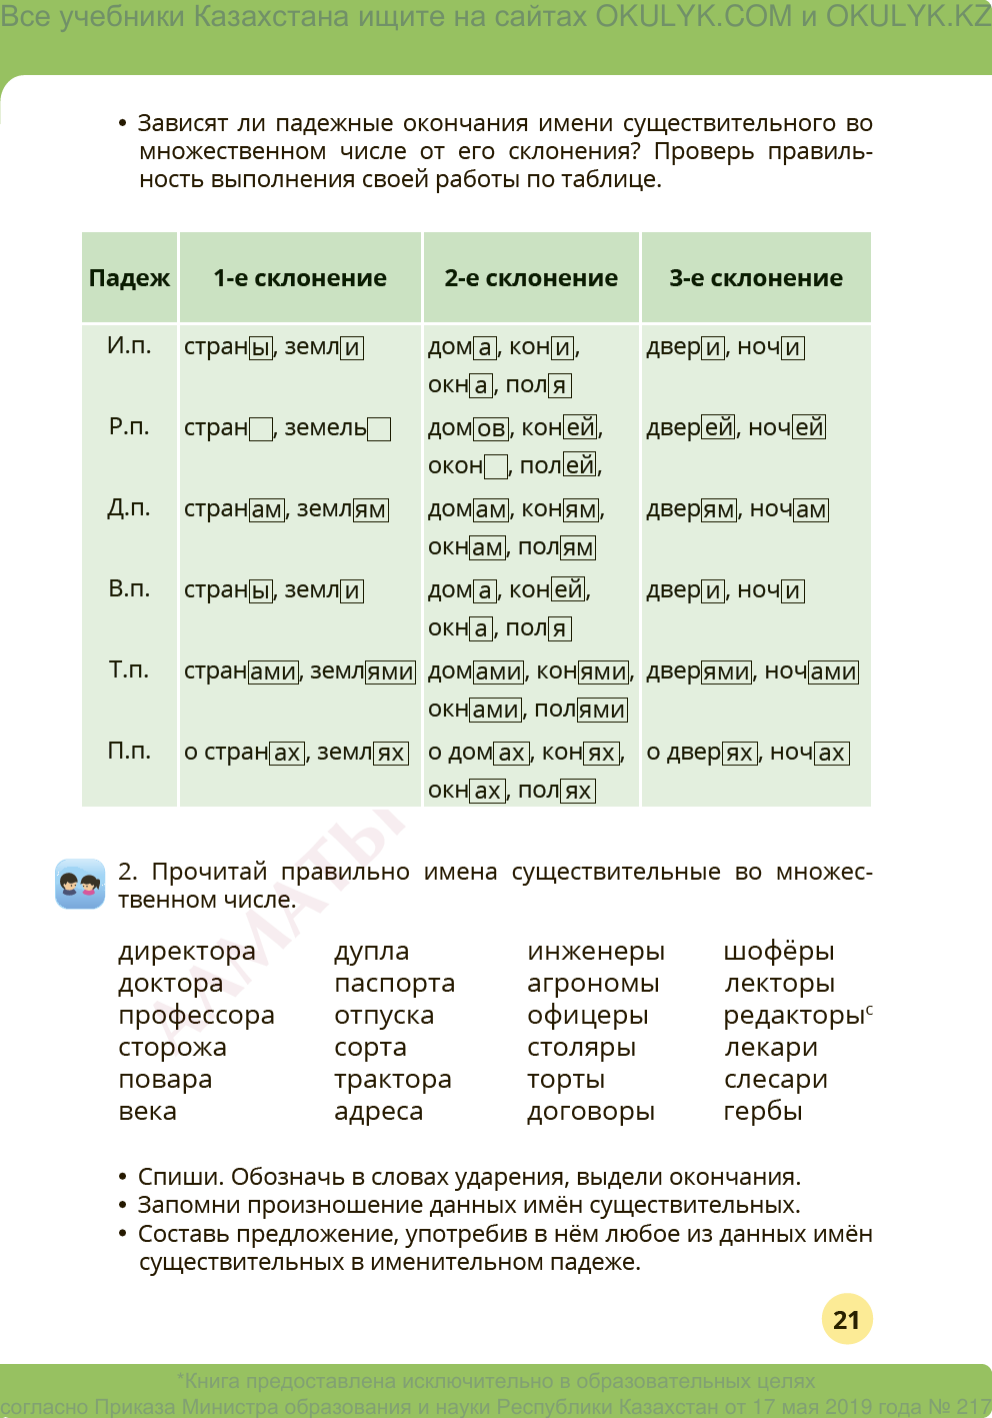 Все учебники Казахстана ищите на сайтах OKULYK.COM и OKULYK.KZ
• Зависят ли падежные окончания имени существительного во
множественном числе от его склонения? Проверь правиль-
ность выполнения своей работы по таблице.
Падеж 1-е склонение 2-е склонение 3-е склонение
И.п. страны, земли дома, кони, двери, ночи
окна, поля
Р.п. стран, земель домов, коней, дверей, ночей
окон, полей,
Д.п. странам, землям домам, коням, дверям, ночам
окнам, полям
В.п. страны, земли дома, коней, двери, ночи
окна, поля
Т.п. странами, землями домами, конями, дверями, ночами
окнами, полями
П.п. о странах, землях о домах, конях, о дверях, ночах
окнах, полях
АЛМАТЫ
2. Прочитай правильно имена существительные во множес-
твенном числе.
директора дупла инженеры шофёры
доктора паспорта агрономы лекторы
профессора отпуска офицеры редакторыс
сторожа сорта столяры лекари
повара трактора торты слесари
века адреса договоры гербы
• Спиши. Обозначь в словах ударения, выдели окончания.
• Запомни произношение данных имён существительных.
• Составь предложение, употребив в нём любое из данных имён
существительных в именительном падеже.
21
*Книга предоставлена исключительно в образовательных целях
согласно Приказа Министра образования и науки Республики Казахстан от 17 мая 2019 года № 217